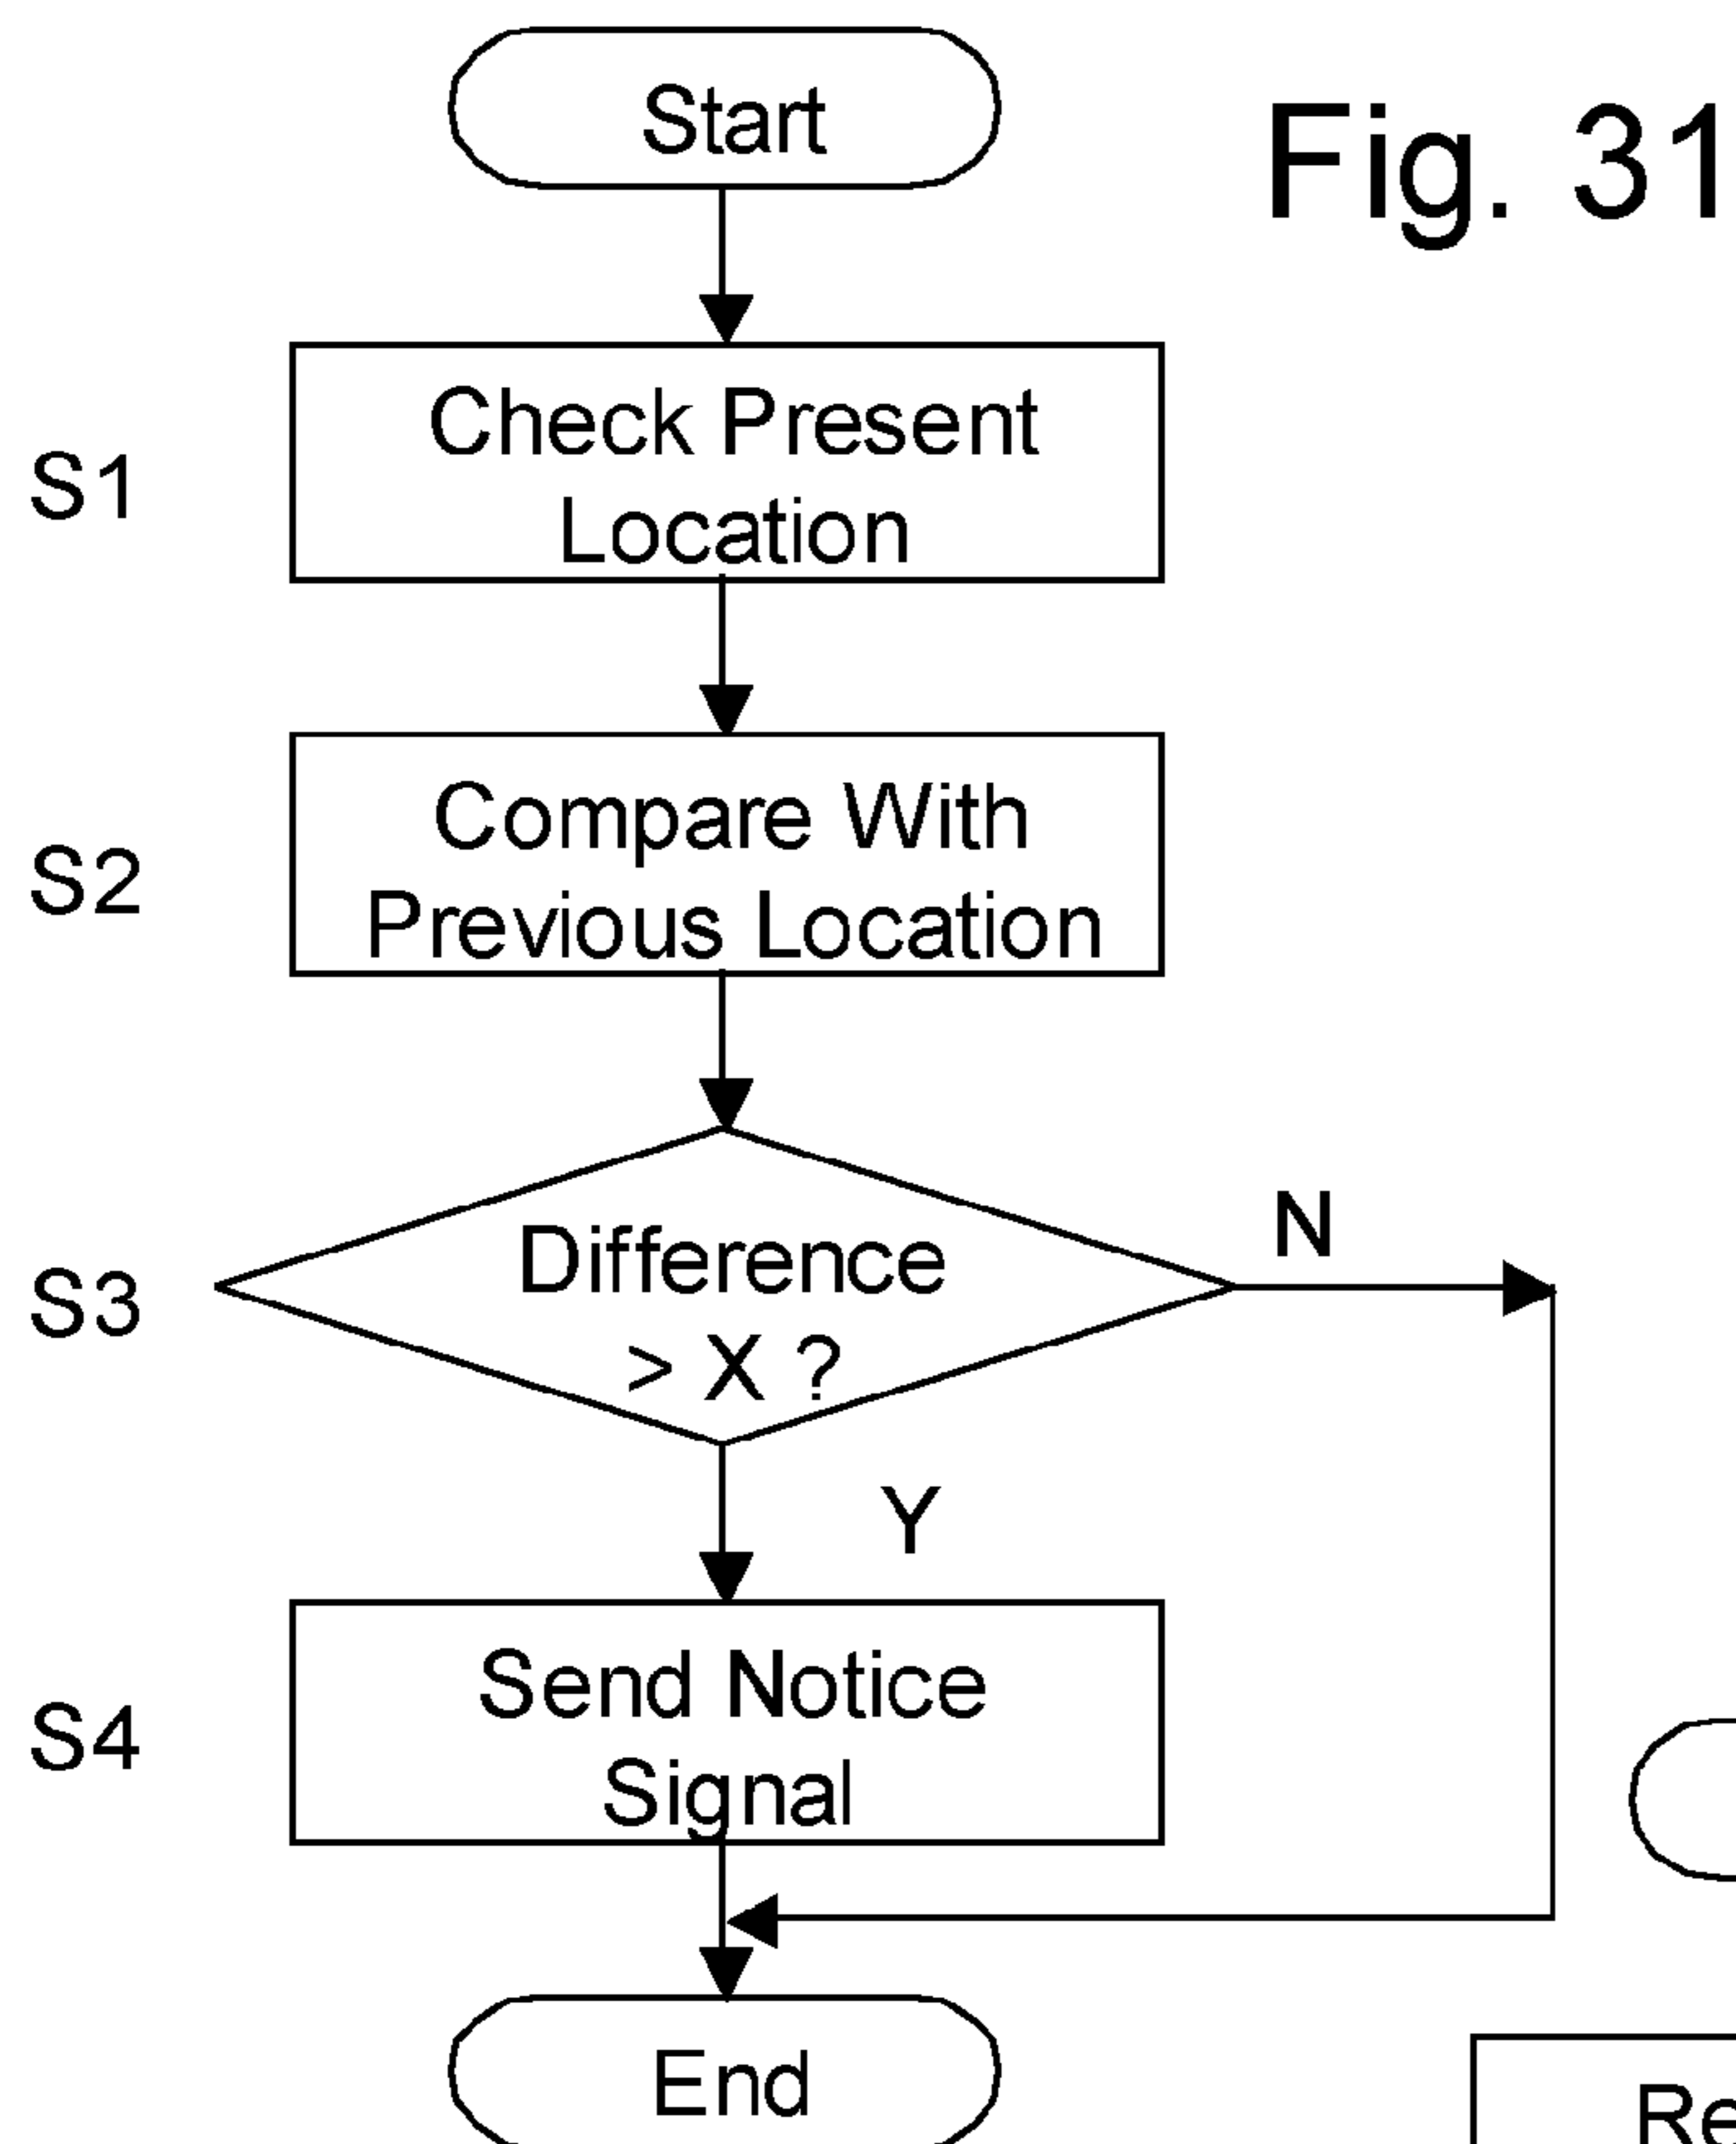 Start
Fig. 31
S1
Check Present
Location
S2
Compare With
Previous Location
S3
Difference
> X ?
N
Y
S4
Send Notice
Signal
End